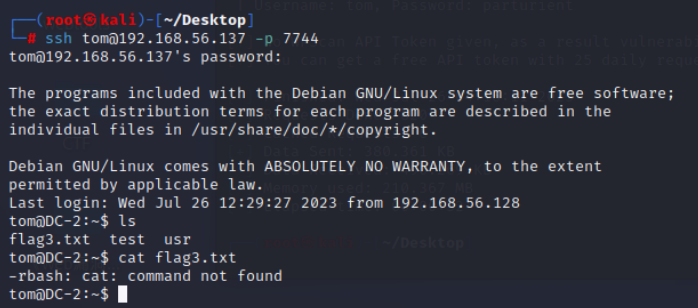 Username: tom, Password: parturient
┌──(root㉿kali)-[~/Desktop]
└─# ssh tom@192.168.56.137 -p 7744
tom@192.168.56.137's password:
The programs included with the Debian GNU/Linux system are free software;
the exact distribution terms for each program are described in the
individual files in /usr/share/doc/*/copyright.
Debian GNU/Linux comes with ABSOLUTELY NO WARRANTY, to the extent
permitted by applicable law.
Last login: Wed Jul 26 12:29:27 2023 from 192.168.56.128
tom@DC-2:~$ ls
flag3.txt  test  usr
~/Desktop
tom@DC-2:~$ cat flag3.txt
-rbash: cat: command not found
tom@DC-2:~$